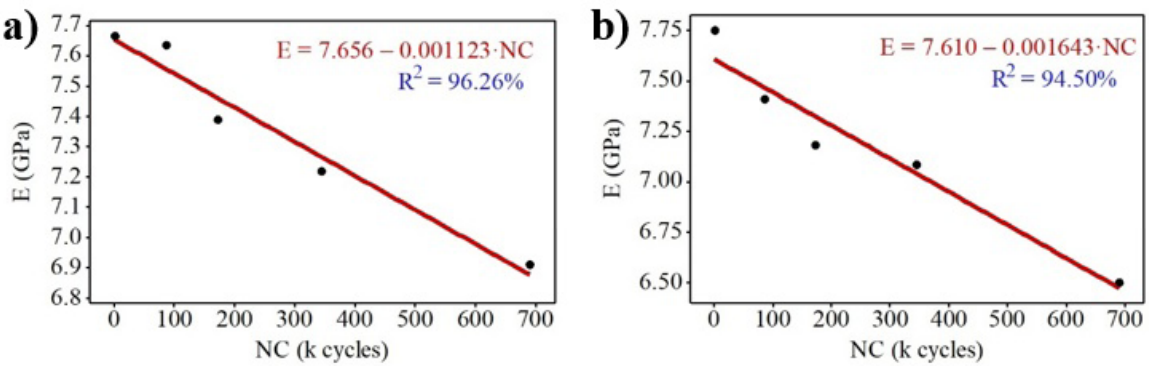 a)
E = 7.656 – 0.001123·NC
R² = 96.26%
7.7
7.6
7.5
7.4
7.3
7.2
7.1
7.0
6.9
6.8
E (GPa)
0 100 200 300 400 500 600 700
NC (k cycles)
b)
E = 7.610 – 0.001643·NC
R² = 94.50%
7.75
7.50
7.25
7.00
6.75
6.50
E (GPa)
0 100 200 300 400 500 600 700
NC (k cycles)